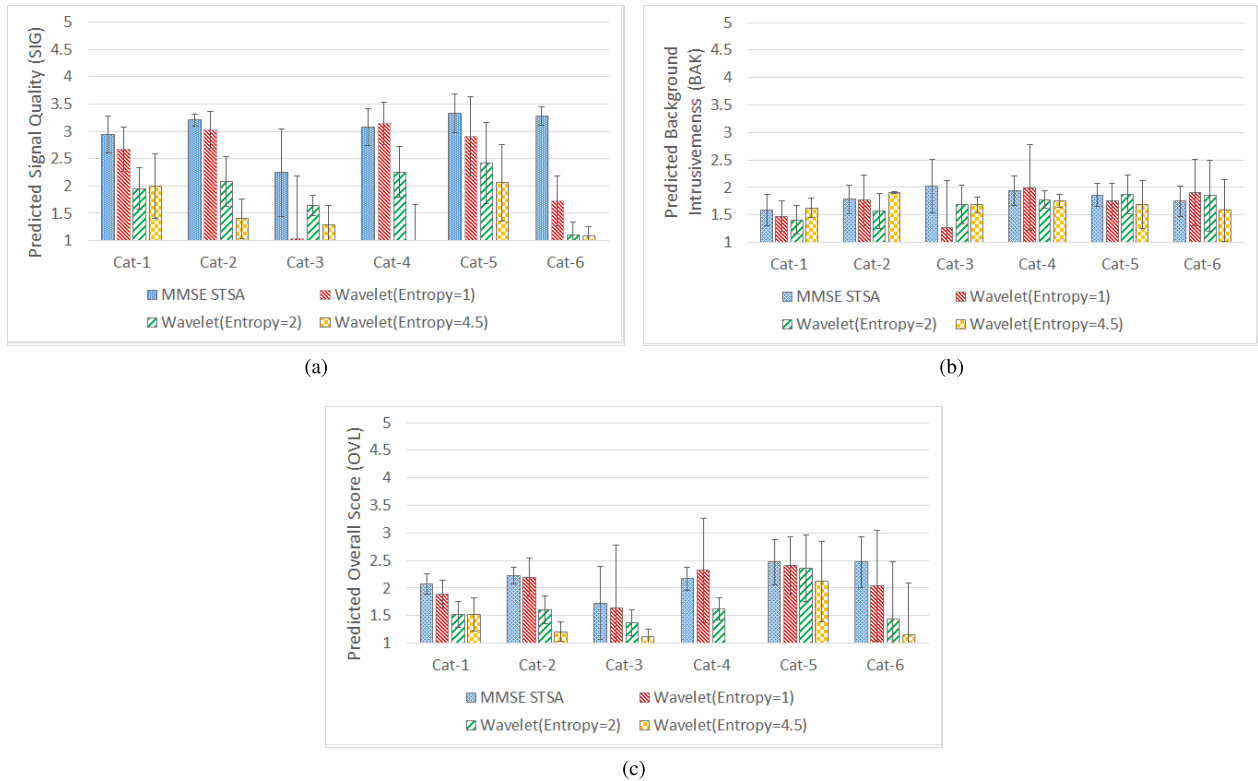 Predicted Signal Quality (SIG)
5
4.5
4
3.5
3
2.5
2
1.5
1
Cat-1 Cat-2 Cat-3 Cat-4 Cat-5 Cat-6
MMSE STSA Wavelet(Entropy=1)
Wavelet(Entropy=2) Wavelet(Entropy=4.5)
(a)
Predicted Background
Intrusivemenss (BAK)
5
4.5
4
3.5
3
2.5
2
1.5
1
Cat-1 Cat-2 Cat-3 Cat-4 Cat-5 Cat-6
MMSE STSA Wavelet(Entropy=1)
Wavelet(Entropy=2) Wavelet(Entropy=4.5)
(b)
Predicted Overall Score (OVL)
5
4.5
4
3.5
3
2.5
2
1.5
1
Cat-1 Cat-2 Cat-3 Cat-4 Cat-5 Cat-6
MMSE STSA Wavelet(Entropy=1)
Wavelet(Entropy=2) Wavelet(Entropy=4.5)
(c)